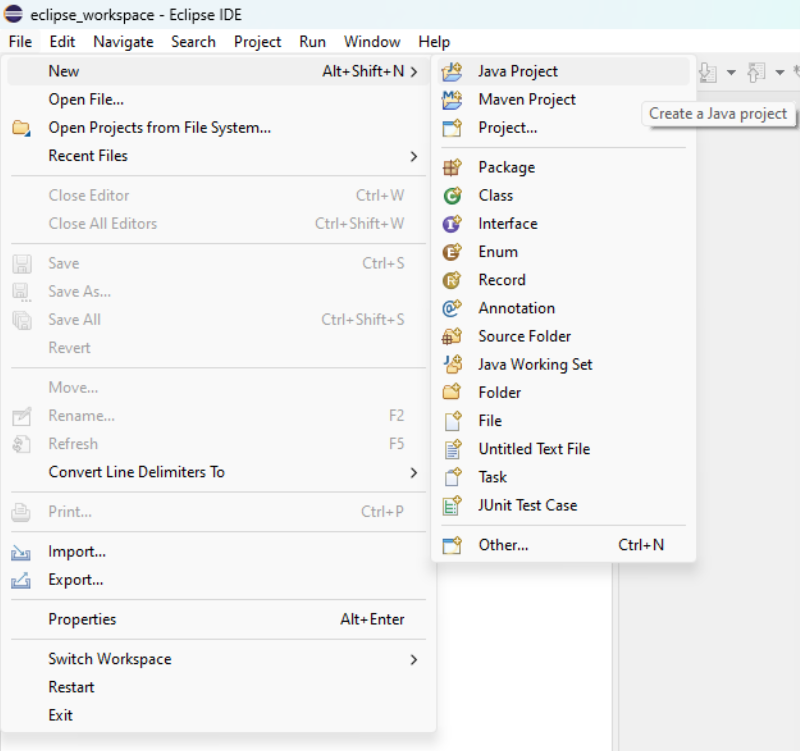 eclipse_workspace - Eclipse IDE
File Edit Navigate Search Project Run Window Help
New Alt+Shift+N
Open File...
Open Projects from File System...
Recent Files
Close Editor Ctrl+W
Close All Editors Ctrl+Shift+W
Save Ctrl+S
Save As...
Save All Ctrl+Shift+S
Revert
Move...
Rename... F2
Refresh F5
Convert Line Delimiters To
Print... Ctrl+P
Import...
Export...
Properties Alt+Enter
Switch Workspace
Restart
Exit
Java Project
Maven Project
Project...
Package
Class
Interface
Enum
Record
Annotation
Source Folder
Java Working Set
Folder
File
Untitled Text File
Task
JUnit Test Case
Other... Ctrl+N
Create a Java project